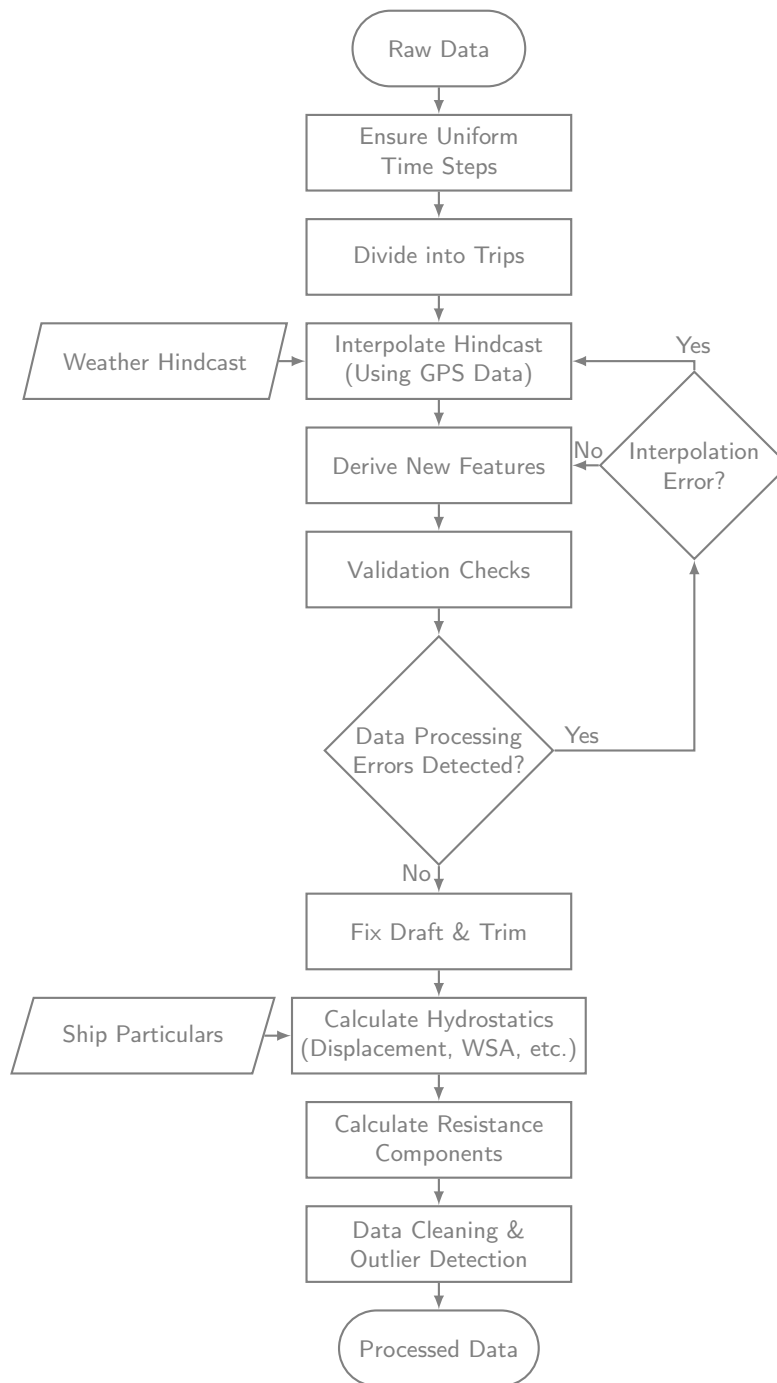 Raw Data
Ensure Uniform
Time Steps
Divide into Trips
Weather Hindcast
Interpolate Hindcast
(Using GPS Data)
Yes
Derive New Features
No
Interpolation
Error?
Validation Checks
Data Processing
Errors Detected?
Yes
No
Fix Draft & Trim
Ship Particulars
Calculate Hydrostatics
(Displacement, WSA, etc.)
Calculate Resistance
Components
Data Cleaning &
Outlier Detection
Processed Data